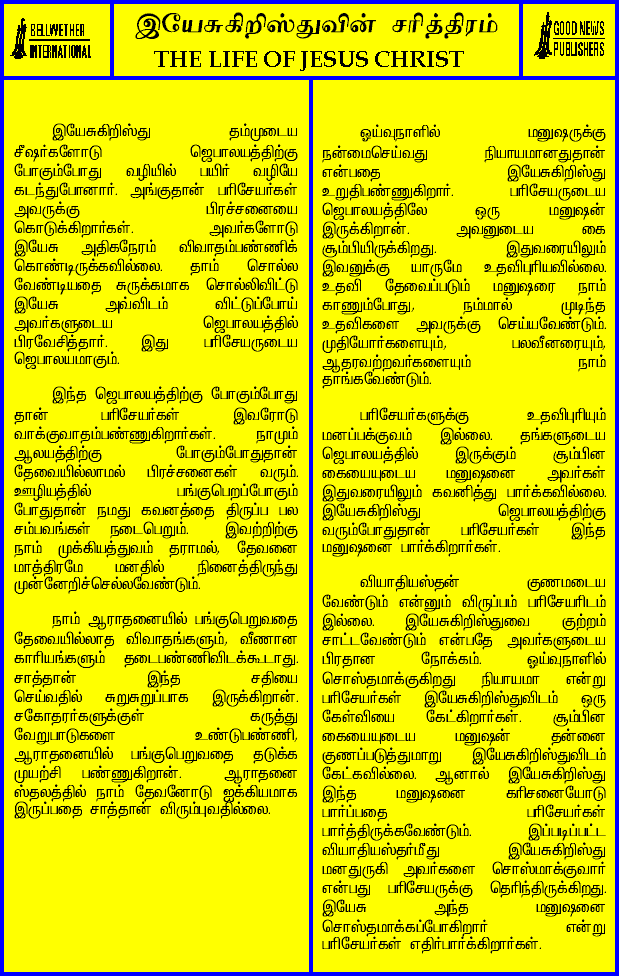 BELLWETHER
INTERNATIONAL
இயேசுகிறிஸ்துவின் சரித்திரம்
THE LIFE OF JESUS CHRIST
GOOD NEWS
PUBLISHERS
இயேசுகிறிஸ்து தம்முடைய
சீஷர்களோடு ஜெபாலயத்திற்கு
போகும்போது வழியில் பயிர் வழியே
கடந்துபோனார். அங்குதான் பரிசேயர்கள்
அவருக்கு பிரச்சனையை
கொடுக்கிறார்கள். அவர்களோடு
இயேசு அதிகநேரம் விவாதம்பண்ணிக்
கொண்டிருக்கவில்லை. தாம் சொல்ல
வேண்டியதை சுருக்கமாக சொல்லிவிட்டு
இயேசு அவ்விடம் விட்டுப்போய்
அவர்களுடைய ஜெபாலயத்தில்
பிரவேசித்தார். இது பரிசேயருடைய
ஜெபாலயமாகும்.
இந்த ஜெபாலயத்திற்கு போகும்போது
தான் பரிசேயர்கள் இவரோடு
வாக்குவாதம்பண்ணுகிறார்கள். நாமும்
ஆலயத்திற்கு போகும்போதுதான்
தேவையில்லாமல் பிரச்சனைகள் வரும்.
ஊழியத்தில் பங்குபெறப்போகும்
போதுதான் நமது கவனத்தை திருப்ப பல
சம்பவங்கள் நடைபெறும். இவற்றிற்கு
நாம் முக்கியத்துவம் தராமல், தேவனை
மாத்திரமே மனதில் நினைத்திருந்து
முன்னேறிச்செல்லவேண்டும்.
நாம் ஆராதனையில் பங்குபெறுவதை
தேவையில்லாத விவாதங்களும், வீணான
காரியங்களும் தடைபண்ணிவிடக்கூடாது.
சாத்தான் இந்த சதியை
செய்வதில் சுறுசுறுப்பாக இருக்கிறான்.
சகோதரர்களுக்குள் கருத்து
வேறுபாடுகளை உண்டுபண்ணி,
ஆராதனையில் பங்குபெறுவதை தடுக்க
முயற்சி பண்ணுகிறான். ஆராதனை
ஸ்தலத்தில் நாம் தேவனோடு ஐக்கியமாக
இருப்பதை சாத்தான் விரும்புவதில்லை.
ஓய்வுநாளில் மனுஷருக்கு
நன்மைசெய்வது நியாயமானதுதான்
என்பதை இயேசுகிறிஸ்து
உறுதிபண்ணுகிறார். பரிசேயருடைய
ஜெபாலயத்திலே ஒரு மனுஷன்
இருக்கிறான். அவனுடைய கை
சூம்பியிருக்கிறது. இதுவரையிலும்
இவனுக்கு யாருமே உதவிபுரியவில்லை.
உதவி தேவைப்படும் மனுஷரை நாம்
காணும்போது, நம்மால் முடிந்த
உதவிகளை அவருக்கு செய்யவேண்டும்.
முதியோர்களையும், பலவீனரையும்,
ஆதரவற்றவர்களையும் நாம்
தாங்கவேண்டும்.
பரிசேயர்களுக்கு உதவிபுரியும்
மனப்பக்குவம் இல்லை. தங்களுடைய
ஜெபாலயத்தில் இருக்கும் சூம்பின
கையையுடைய மனுஷனை அவர்கள்
இதுவரையிலும் கவனித்து பார்க்கவில்லை.
இயேசுகிறிஸ்து ஜெபாலயத்திற்கு
வரும்போதுதான் பரிசேயர்கள் இந்த
மனுஷனை பார்க்கிறார்கள்.
வியாதியஸ்தன் குணமடைய
வேண்டும் என்னும் விருப்பம் பரிசேயரிடம்
இல்லை. இயேசுகிறிஸ்துவை குற்றம்
சாட்டவேண்டும் என்பதே அவர்களுடைய
பிரதான நோக்கம். ஓய்வுநாளில்
சொஸ்தமாக்குகிறது நியாயமா என்று
பரிசேயர்கள் இயேசுகிறிஸ்துவிடம் ஒரு
கேள்வியை கேட்கிறார்கள். சூம்பின
கையையுடைய மனுஷன் தன்னை
குணப்படுத்துமாறு இயேசுகிறிஸ்துவிடம்
கேட்கவில்லை. ஆனால் இயேசுகிறிஸ்து
இந்த மனுஷனை கரிசனையோடு
பார்ப்பதை பரிசேயர்கள்
பார்த்திருக்கவேண்டும். இப்படிப்பட்ட
வியாதியஸ்தர்மீது இயேசுகிறிஸ்து
மனதுருகி அவர்களை சொஸ்மாக்குவார்
என்பது பரிசேயருக்கு தெரிந்திருக்கிறது.
இயேசு அந்த மனுஷனை
சொஸ்தமாக்கப்போகிறார் என்று
பரிசேயர்கள் எதிர்பார்க்கிறார்கள்.